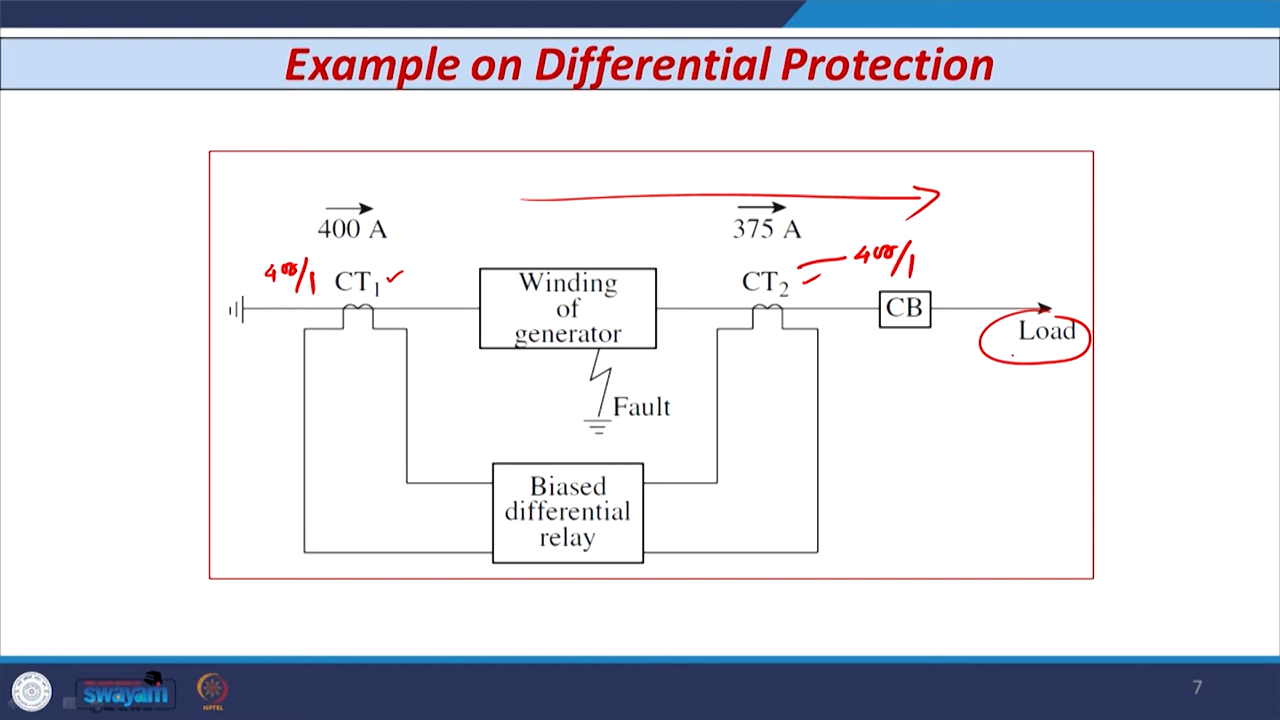 Example on Differential Protection
400 A
375 A
400/1
CT1
CT2
400/1
Winding
of
generator
CB
Load
Fault
Biased
differential
relay
swayam
NPTEL
7